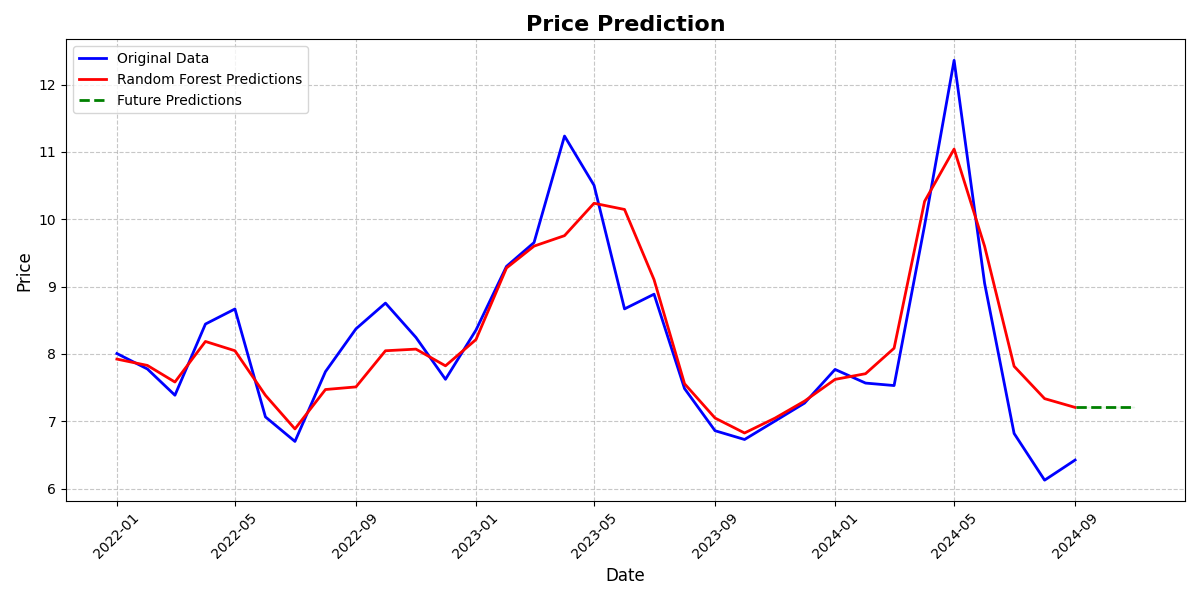 Price Prediction
Original Data
Random Forest Predictions
Future Predictions
Price
12
11
10
9
8
7
6
2022-01
2022-05
2022-09
2023-01
2023-05
2023-09
2024-01
2024-05
2024-09
Date